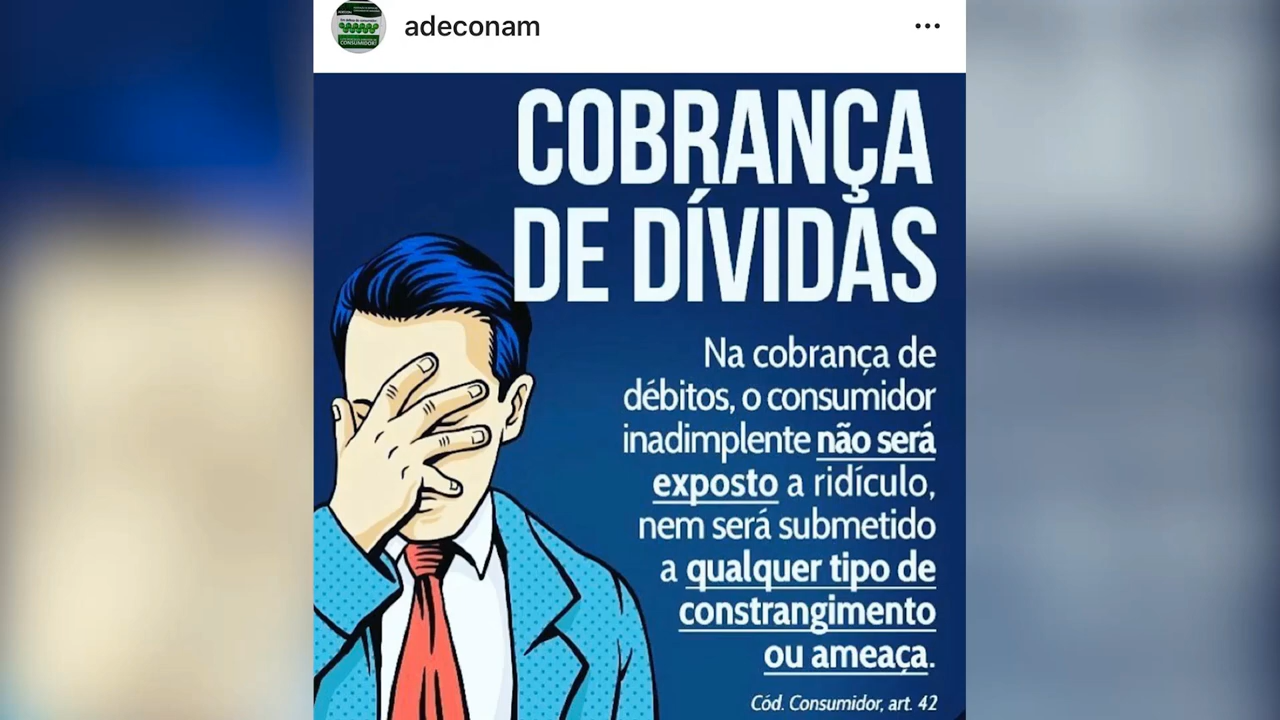 adeconam
COBRANÇA
DE DÍVIDAS
Na cobrança de
débitos, o consumidor
inadimplente não será
exposto a ridículo,
nem será submetido
a qualquer tipo de
constrangimento
ou ameaça.
Cód. Consumidor, art. 42